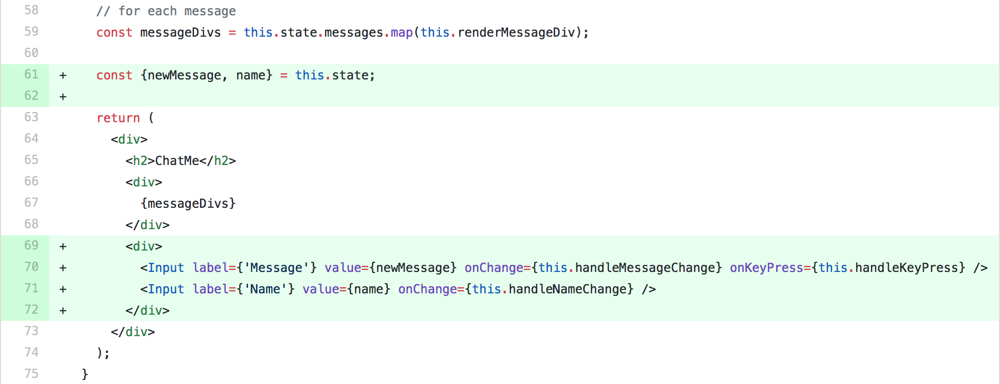 58 // for each message
59 const messageDivs = this.state.messages.map(this.renderMessageDiv);
60
61 + const {newMessage, name} = this.state;
62 +
63 return (
64 <div>
65 <h2>ChatMe</h2>
66 <div>
67 {messageDivs}
68 </div>
69 + <div>
70 + <Input label={'Message'} value={newMessage} onChange={this.handleMessageChange} onKeyPress={this.handleKeyPress} />
71 + <Input label={'Name'} value={name} onChange={this.handleNameChange} />
72 + </div>
73 </div>
74 );
75 }